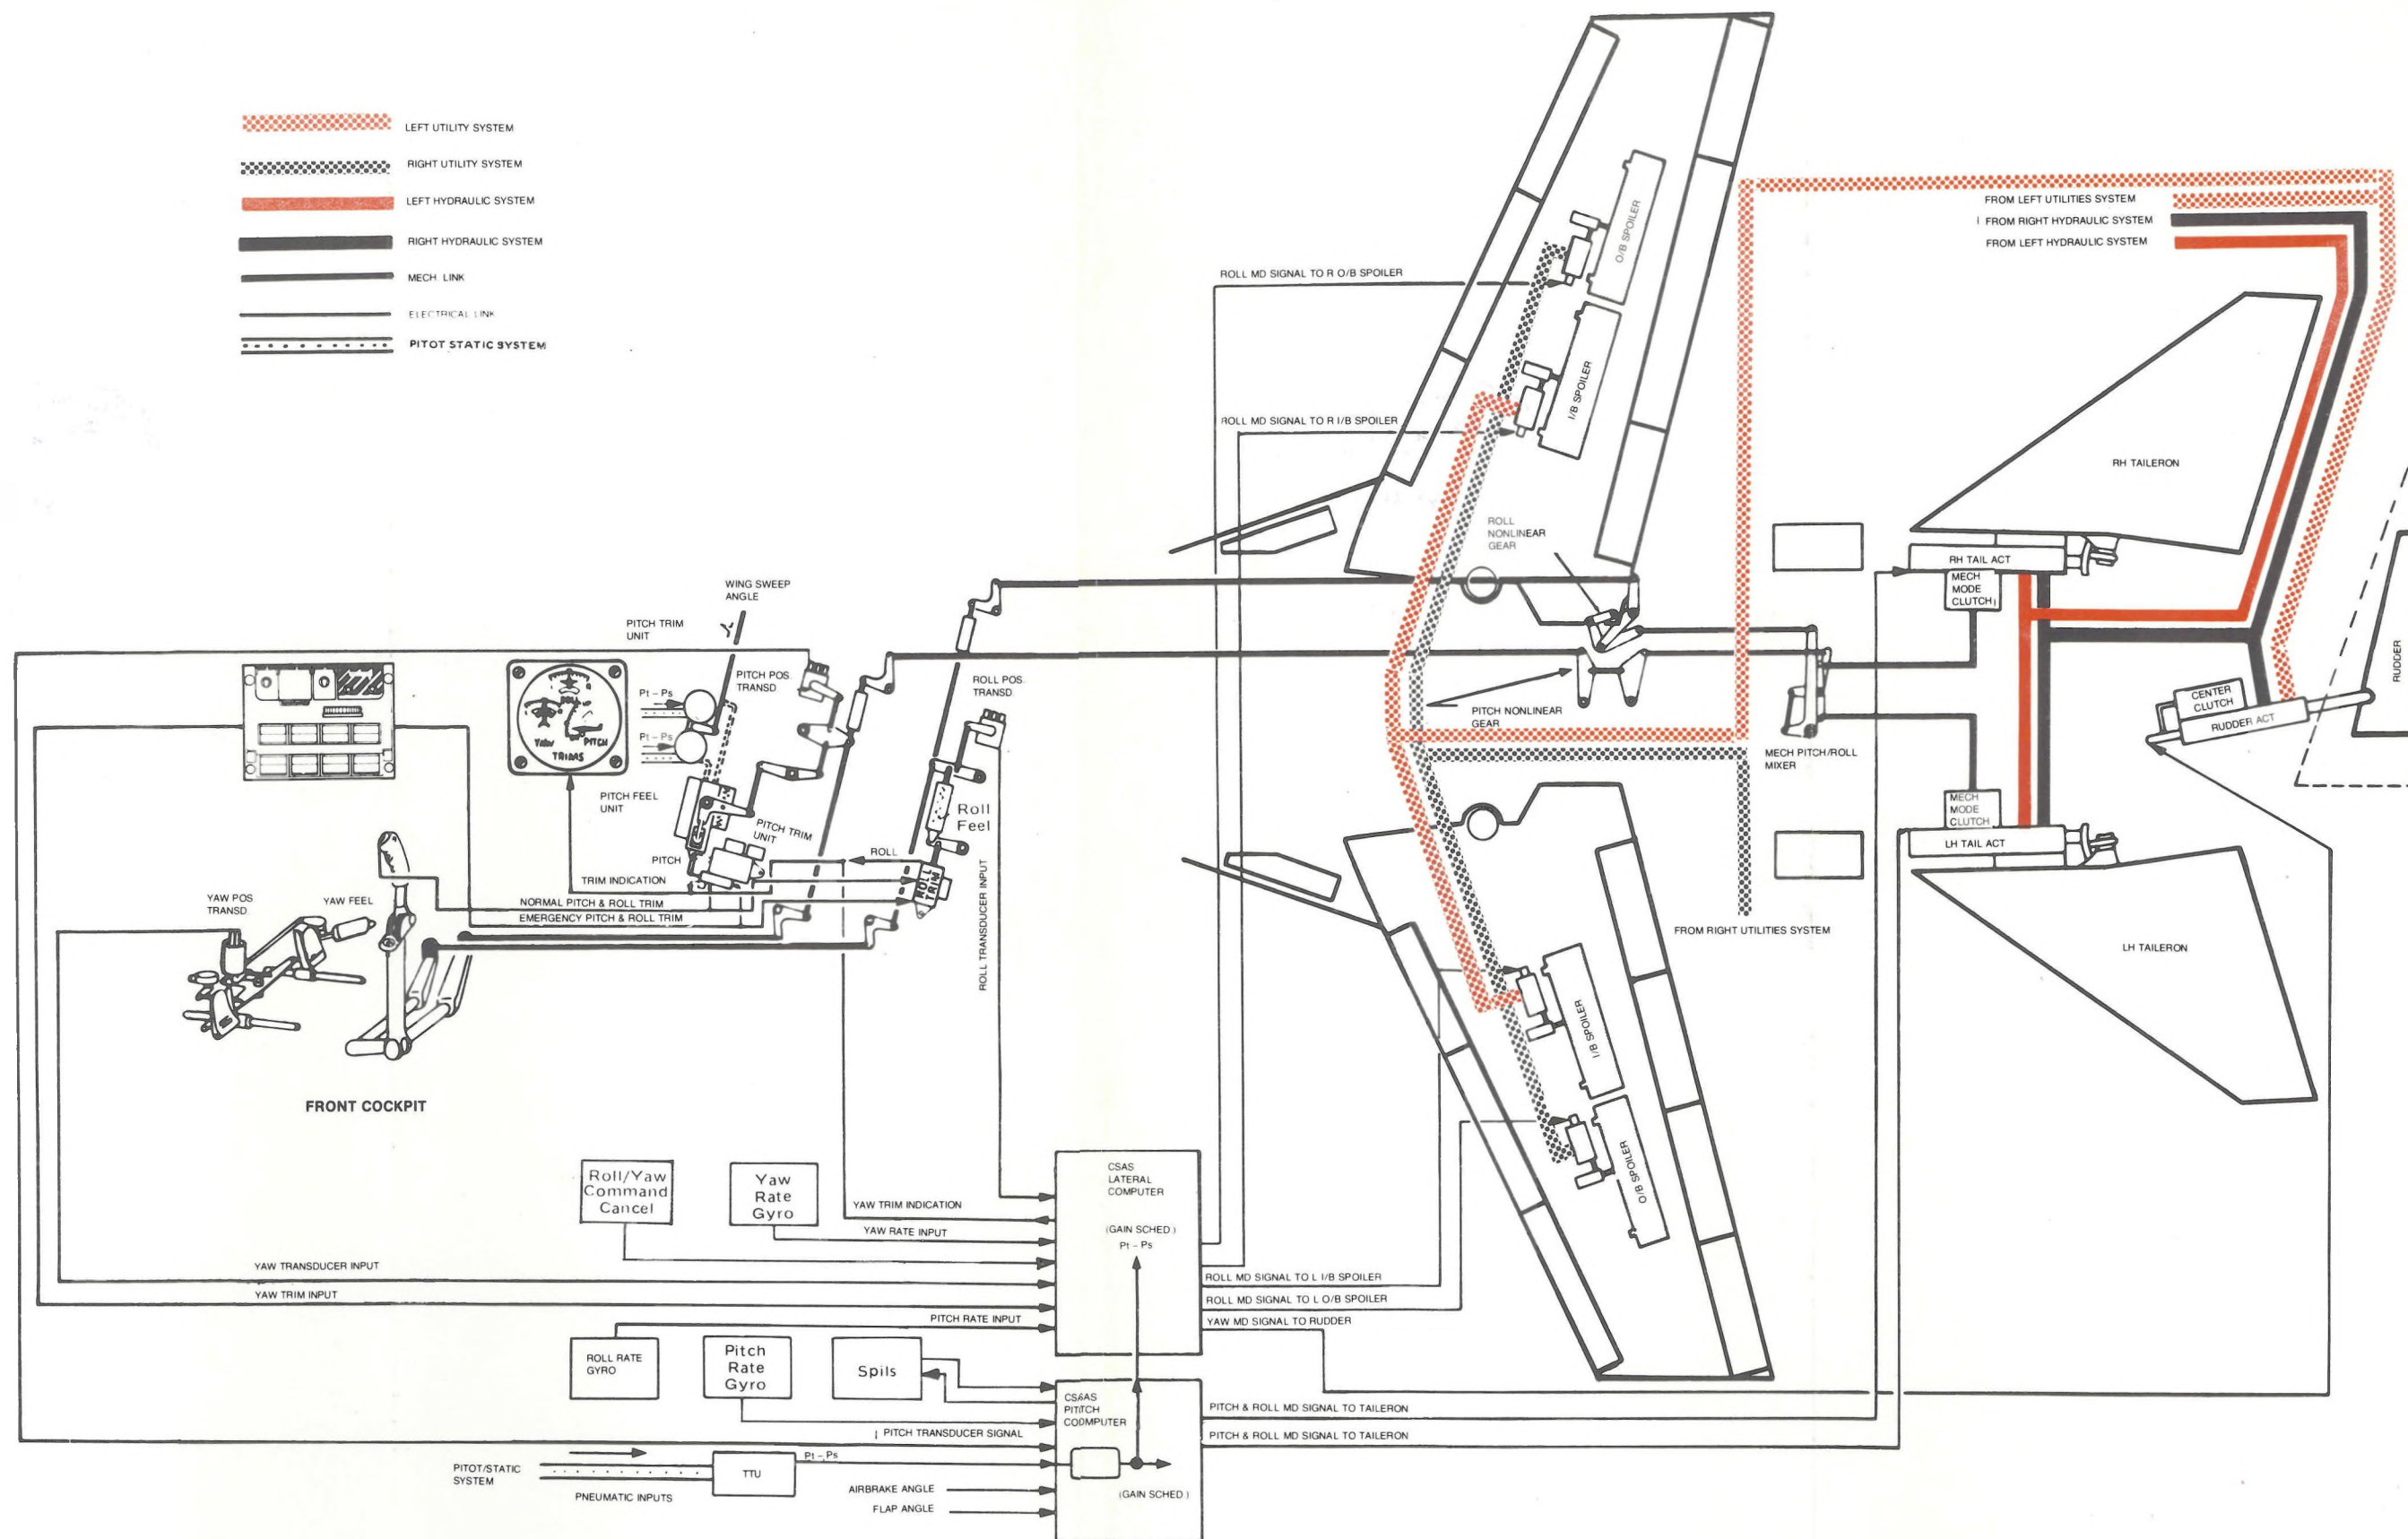 LEFT UTILITY SYSTEM
RIGHT UTILITY SYSTEM
LEFT HYDRAULIC SYSTEM
RIGHT HYDRAULIC SYSTEM
MECH LINK
ELECTRICAL LINK
PITOT STATIC SYSTEM
FROM LEFT UTILITIES SYSTEM
FROM RIGHT HYDRAULIC SYSTEM
FROM LEFT HYDRAULIC SYSTEM
ROLL MD SIGNAL TO R O/B SPOILER
O/B SPOILER
I/B SPOILER
ROLL MD SIGNAL TO R I/B SPOILER
RH TAILERON
ROLL
NONLINEAR
GEAR
RH TAIL ACT
MECH
MODE
CLUTCH
WING SWEEP
ANGLE
PITCH TRIM
UNIT
PITCH POS.
TRANSD.
ROLL POS.
TRANSD.
Pt - Ps
Pt - Ps
YAW
PITCH
TRIMS
PITCH NONLINEAR
GEAR
CENTER
CLUTCH
RUDDER ACT
RUDDER
MECH PITCH/ROLL
MIXER
PITCH FEEL
UNIT
PITCH TRIM
UNIT
Roll
Feel
MECH
MODE
CLUTCH
LH TAIL ACT
PITCH
ROLL
TRIM INDICATION
ROLL
TRIM
NORMAL PITCH & ROLL TRIM
EMERGENCY PITCH & ROLL TRIM
YAW POS
TRANSD.
YAW FEEL
ROLL TRANSDUCER INPUT
FROM RIGHT UTILITIES SYSTEM
LH TAILERON
I/B SPOILER
O/B SPOILER
FRONT COCKPIT
Roll/Yaw
Command
Cancel
Yaw
Rate
Gyro
CSAS
LATERAL
COMPUTER
(GAIN SCHED.)
Pt - Ps
YAW TRIM INDICATION
YAW RATE INPUT
YAW TRANSDUCER INPUT
YAW TRIM INPUT
PITCH RATE INPUT
ROLL MD SIGNAL TO L I/B SPOILER
ROLL MD SIGNAL TO L O/B SPOILER
YAW MD SIGNAL TO RUDDER
ROLL RATE
GYRO
Pitch
Rate
Gyro
Spils
CSAS
PITCH
COMPUTER
PITCH & ROLL MD SIGNAL TO TAILERON
PITCH & ROLL MD SIGNAL TO TAILERON
PITCH TRANSDUCER SIGNAL
Pt - Ps
PITOT/STATIC
SYSTEM
TTU
PNEUMATIC INPUTS
AIRBRAKE ANGLE
FLAP ANGLE
(GAIN SCHED.)